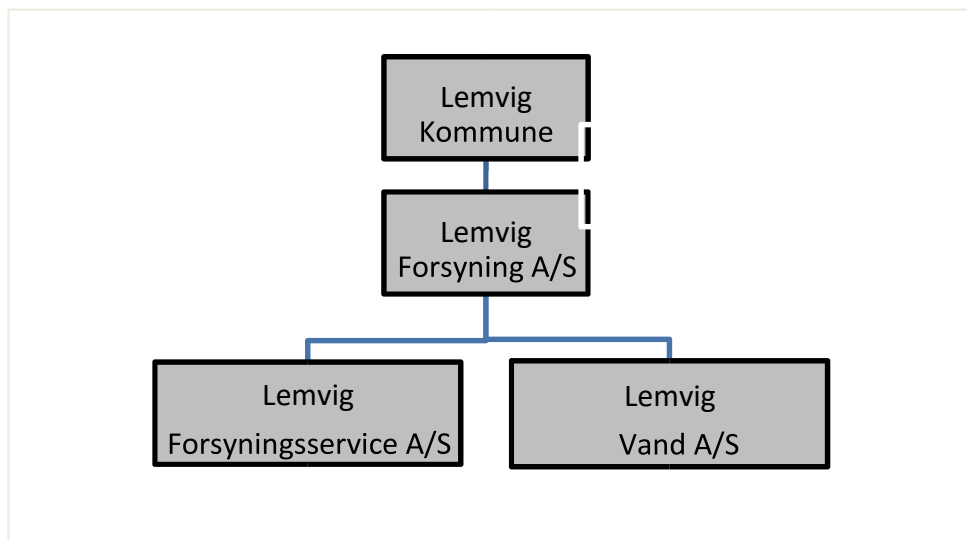 Lemvig
Kommune
Lemvig
Forsyning A/S
Lemvig
Forsyningsservice A/S
Lemvig
Vand A/S